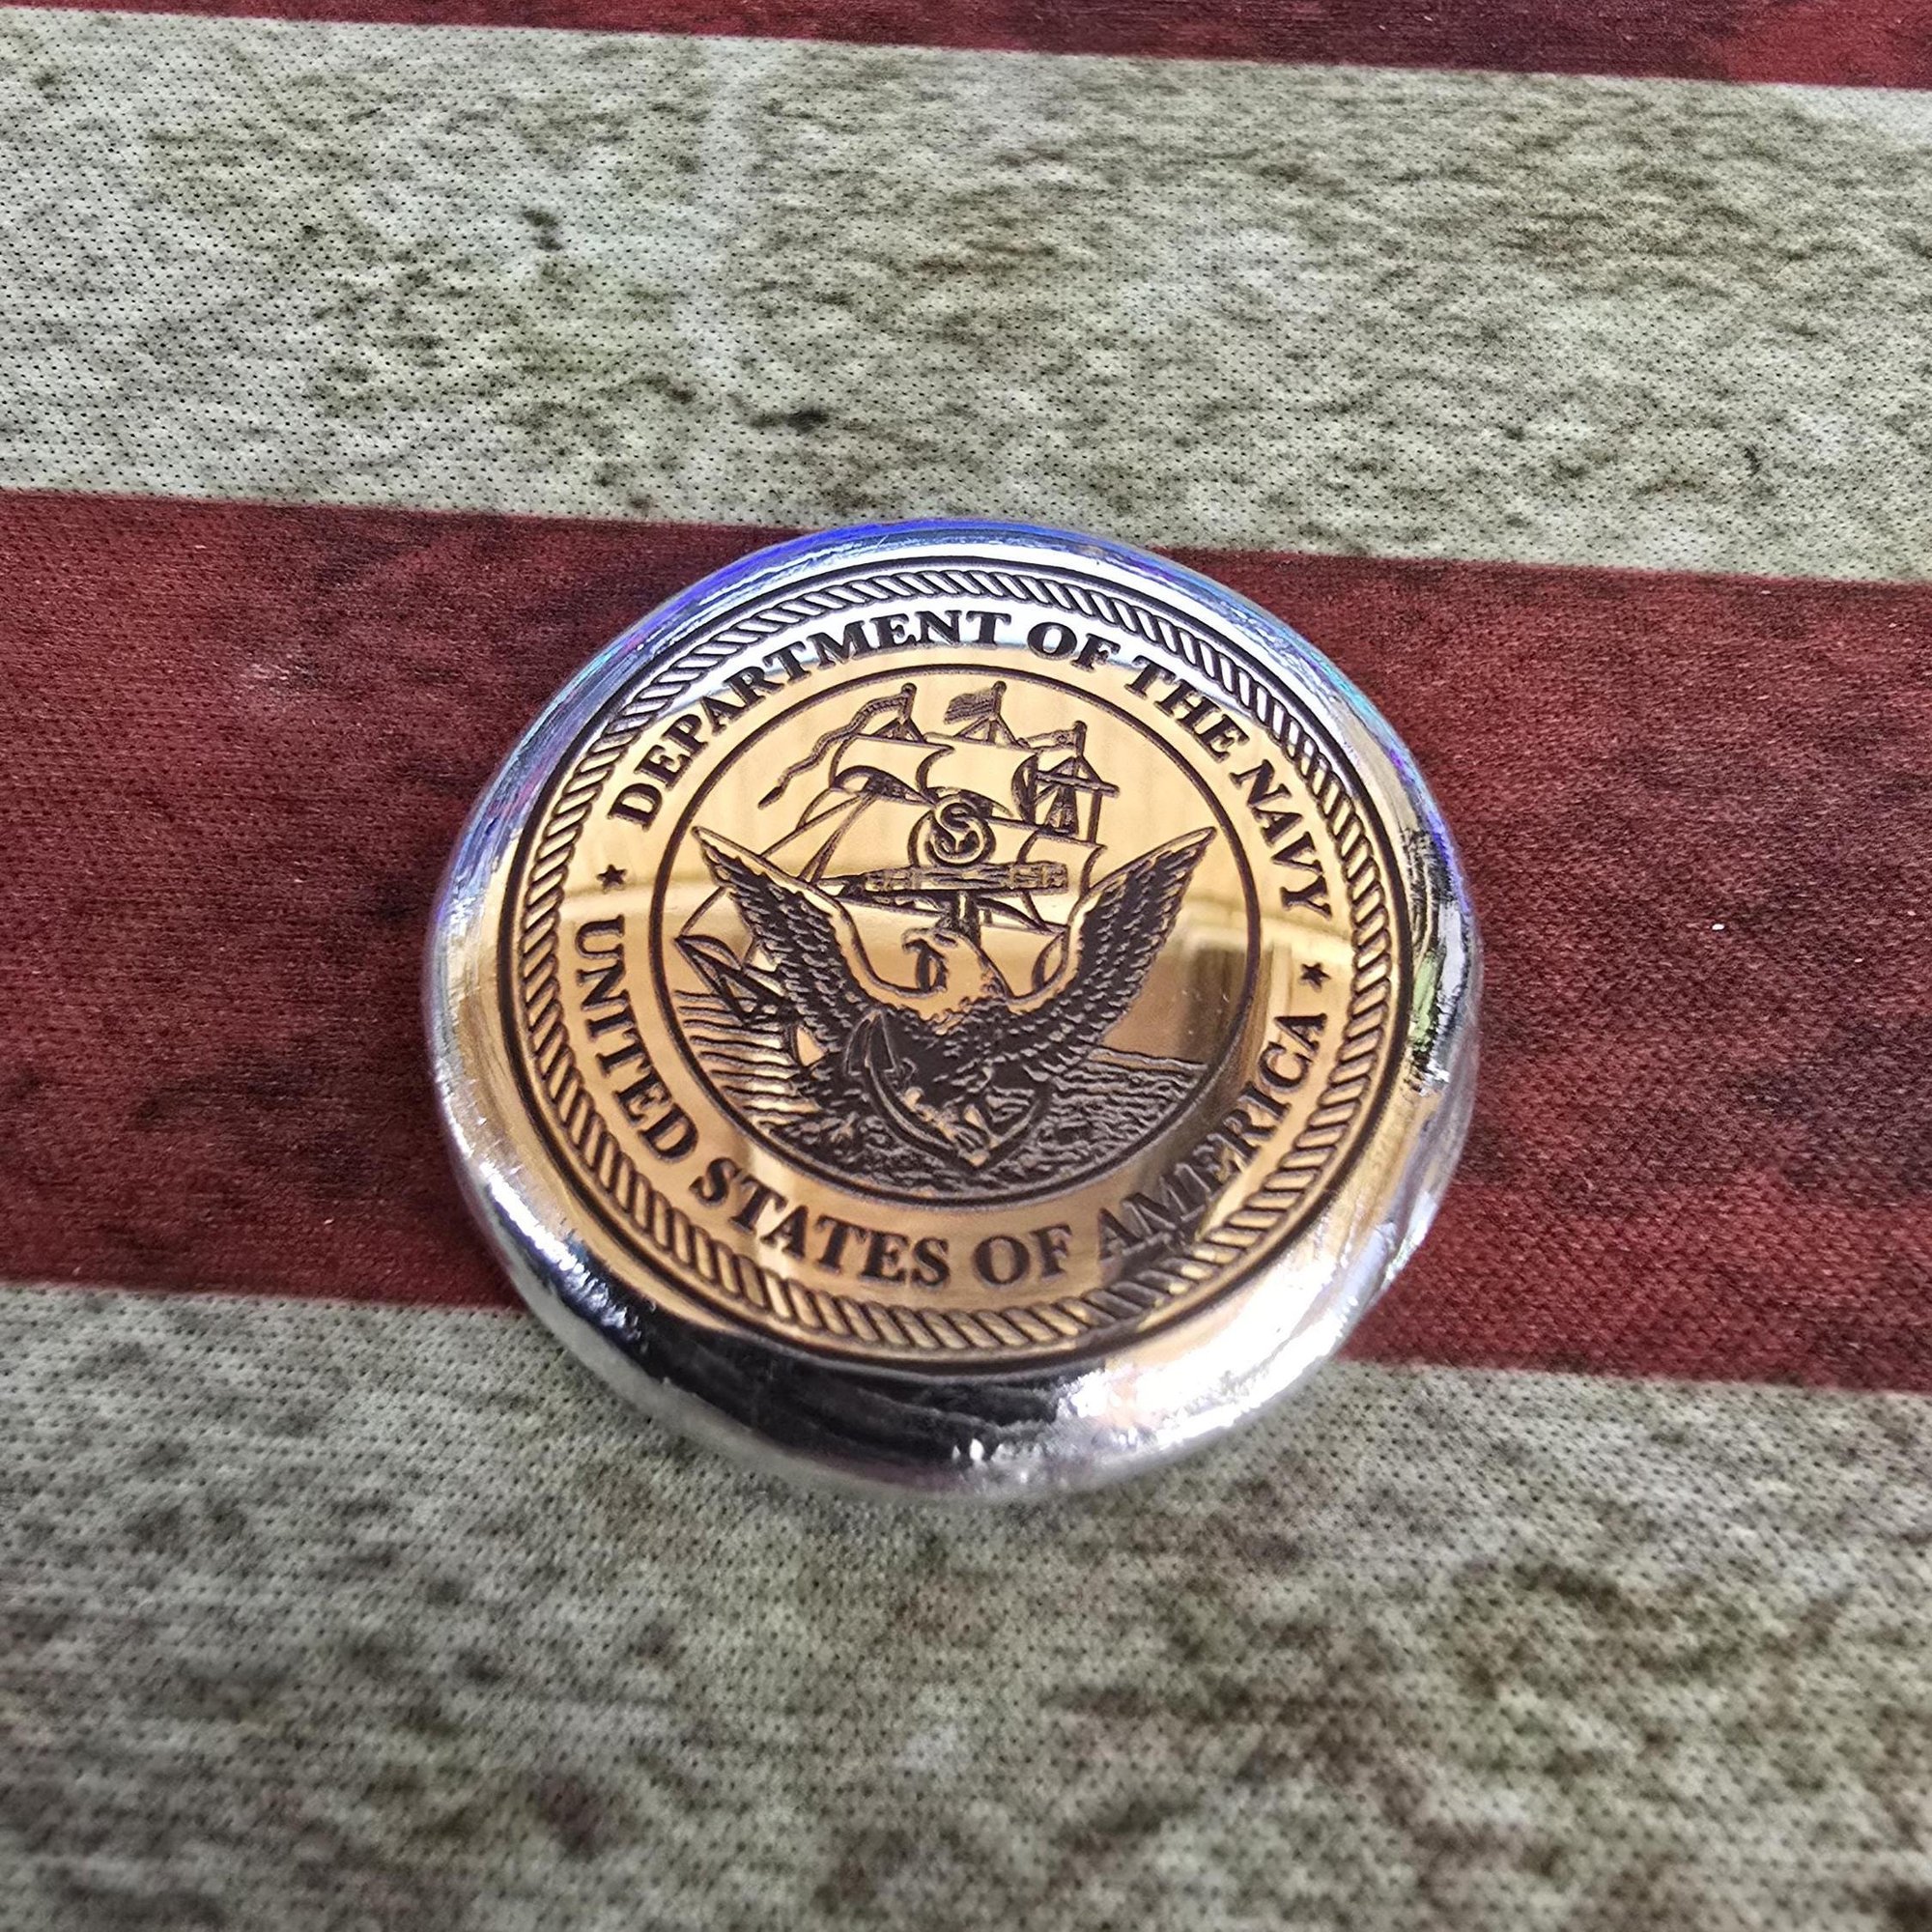 DEPARTMENT OF THE NAVY
★ UNITED STATES OF AMERICA ★